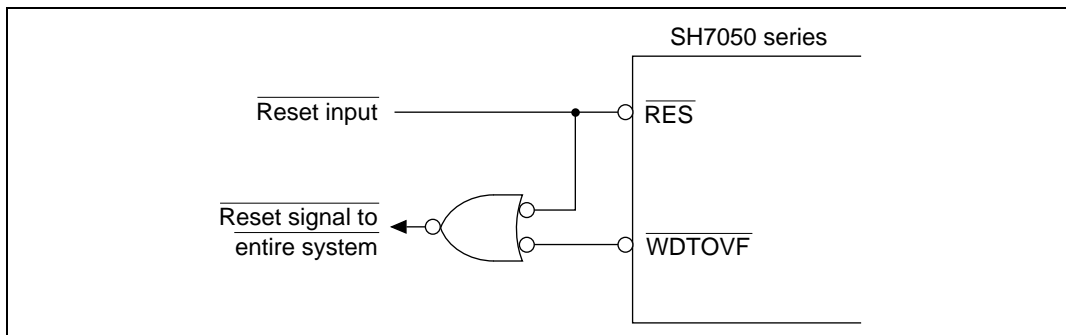 SH7050 series
Reset input
RES
Reset signal to
entire system
WDTOVF